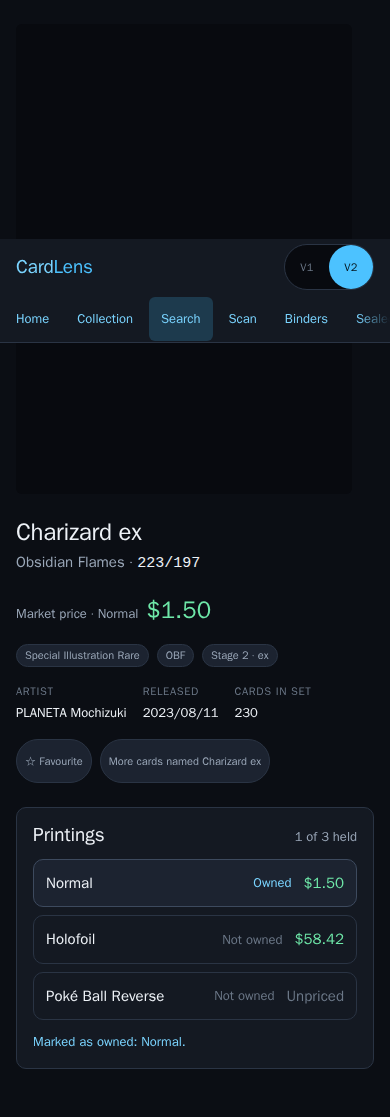 CardLens
V1
V2
Home Collection Search Scan Binders Seale
Charizard ex
Obsidian Flames · 223/197
Market price · Normal $1.50
Special Illustration Rare OBF Stage 2 · ex
ARTIST RELEASED CARDS IN SET
PLANETA Mochizuki 2023/08/11 230
☆ Favourite More cards named Charizard ex
Printings 1 of 3 held
Normal Owned $1.50
Holofoil Not owned $58.42
Poké Ball Reverse Not owned Unpriced
Marked as owned: Normal.